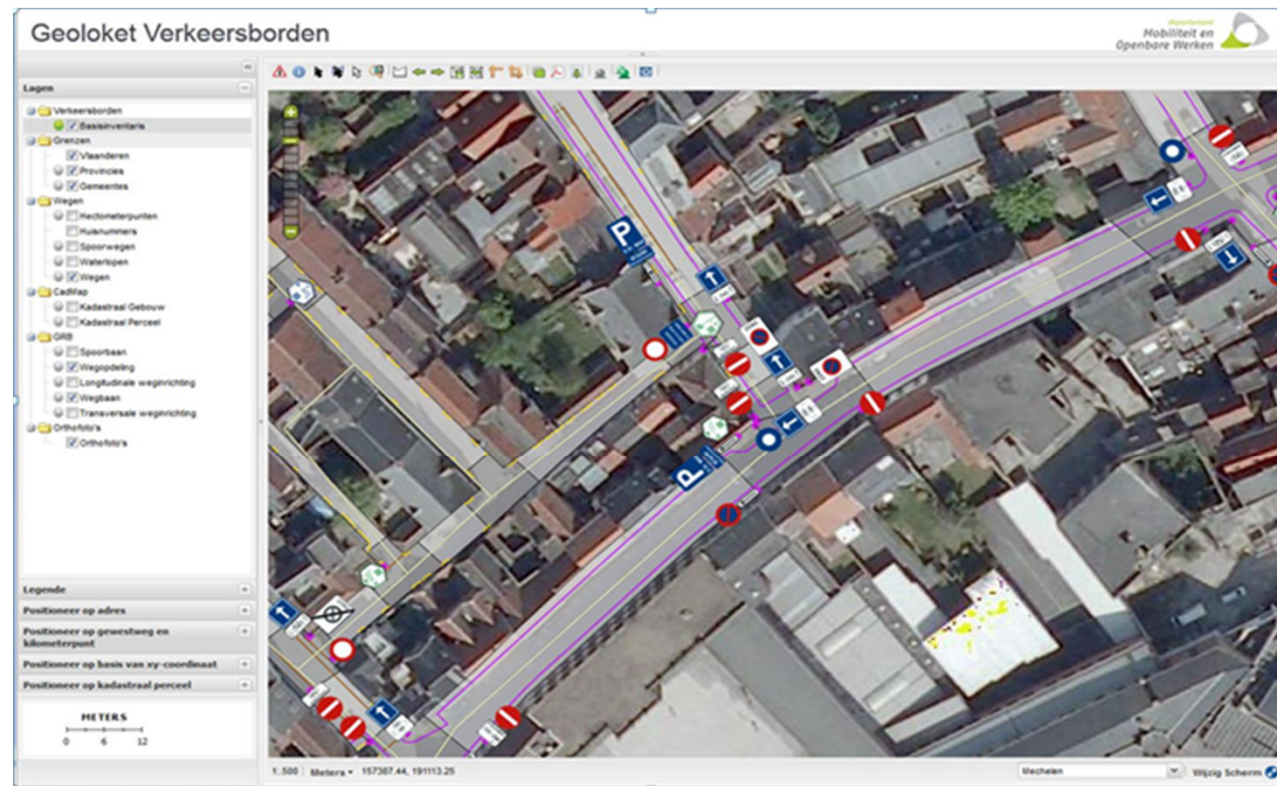 Geoloket Verkeersborden
departement
Mobiliteit en
Openbare Werken
Lagen
Verkeersborden
Basisinventaris
Grenzen
Vlaanderen
Provincies
Gemeentes
Wegen
Hectometerpunten
Huisnummers
Spoorwegen
Waterlopen
Wegen
CadMap
Kadastraal Gebouw
Kadastraal Perceel
GRB
Spoorbaan
Wegopdeling
Longitudinale weginrichting
Wegbaan
Transversale weginrichting
Orthofoto's
Orthofoto's
Legende
Positioneer op adres
Positioneer op gewestweg en
kilometerpunt
Positioneer op basis van xy-coordinaat
Positioneer op kadastraal perceel
METERS
0 6 12
P
P
1:500 Meters 157387.44, 191113.25
Mechelen
Wijzig Scherm